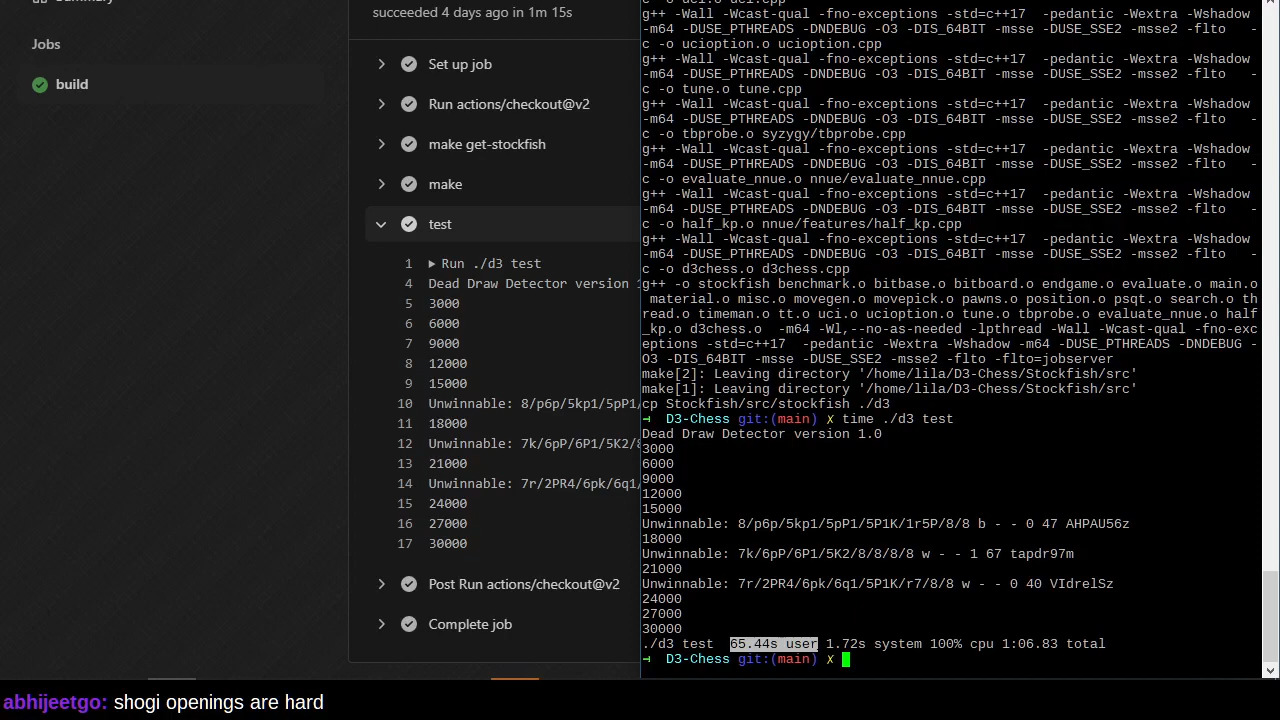 Summary
Jobs
build
succeeded 4 days ago in 1m 15s
Set up job
Run actions/checkout@v2
make get-stockfish
make
test
1 Run ./d3 test
4 Dead Draw Detector version 1
5 3000
6 6000
7 9000
8 12000
9 15000
10 Unwinnable: 8/p6p/5kp1/5pP1/
11 18000
12 Unwinnable: 7k/6pP/6P1/5K2/8
13 21000
14 Unwinnable: 7r/2PR4/6pk/6q1/
15 24000
16 27000
17 30000
Post Run actions/checkout@v2
Complete job
c -o uci.o uci.cpp
g++ -Wall -Wcast-qual -fno-exceptions -std=c++17  -pedantic -Wextra -Wshadow
-m64 -DUSE_PTHREADS -DNDEBUG -O3 -DIS_64BIT -msse -DUSE_SSE2 -msse2 -flto   -
c -o ucioption.o ucioption.cpp
g++ -Wall -Wcast-qual -fno-exceptions -std=c++17  -pedantic -Wextra -Wshadow
-m64 -DUSE_PTHREADS -DNDEBUG -O3 -DIS_64BIT -msse -DUSE_SSE2 -msse2 -flto   -
c -o tune.o tune.cpp
g++ -Wall -Wcast-qual -fno-exceptions -std=c++17  -pedantic -Wextra -Wshadow
-m64 -DUSE_PTHREADS -DNDEBUG -O3 -DIS_64BIT -msse -DUSE_SSE2 -msse2 -flto   -
c -o tbprobe.o syzygy/tbprobe.cpp
g++ -Wall -Wcast-qual -fno-exceptions -std=c++17  -pedantic -Wextra -Wshadow
-m64 -DUSE_PTHREADS -DNDEBUG -O3 -DIS_64BIT -msse -DUSE_SSE2 -msse2 -flto   -
c -o evaluate_nnue.o nnue/evaluate_nnue.cpp
g++ -Wall -Wcast-qual -fno-exceptions -std=c++17  -pedantic -Wextra -Wshadow
-m64 -DUSE_PTHREADS -DNDEBUG -O3 -DIS_64BIT -msse -DUSE_SSE2 -msse2 -flto   -
c -o half_kp.o nnue/features/half_kp.cpp
g++ -Wall -Wcast-qual -fno-exceptions -std=c++17  -pedantic -Wextra -Wshadow
-m64 -DUSE_PTHREADS -DNDEBUG -O3 -DIS_64BIT -msse -DUSE_SSE2 -msse2 -flto   -
c -o d3chess.o d3chess.cpp
g++ -o stockfish benchmark.o bitbase.o bitboard.o endgame.o evaluate.o main.o
material.o misc.o movegen.o movepick.o pawns.o position.o psqt.o search.o th
read.o timeman.o tt.o uci.o ucioption.o tune.o tbprobe.o evaluate_nnue.o half
_kp.o d3chess.o  -m64 -Wl,--no-as-needed -lpthread -Wall -Wcast-qual -fno-exc
eptions -std=c++17  -pedantic -Wextra -Wshadow -m64 -DUSE_PTHREADS -DNDEBUG -
O3 -DIS_64BIT -msse -DUSE_SSE2 -msse2 -flto -flto=jobserver
make[2]: Leaving directory '/home/lila/D3-Chess/Stockfish/src'
make[1]: Leaving directory '/home/lila/D3-Chess/Stockfish/src'
cp Stockfish/src/stockfish ./d3
→ D3-Chess git:(main) ✗ time ./d3 test
Dead Draw Detector version 1.0
3000
6000
9000
12000
15000
Unwinnable: 8/p6p/5kp1/5pP1/5P1K/1r5P/8/8 b - - 0 47 AHPAU56z
18000
Unwinnable: 7k/6pP/6P1/5K2/8/8/8/8 w - - 1 67 tapdr97m
21000
Unwinnable: 7r/2PR4/6pk/6q1/5P1K/r7/8/8 w - - 0 40 VIdrelSz
24000
27000
30000
./d3 test  65.44s user 1.72s system 100% cpu 1:06.83 total
→ D3-Chess git:(main) ✗
abhijeetgo: shogi openings are hard